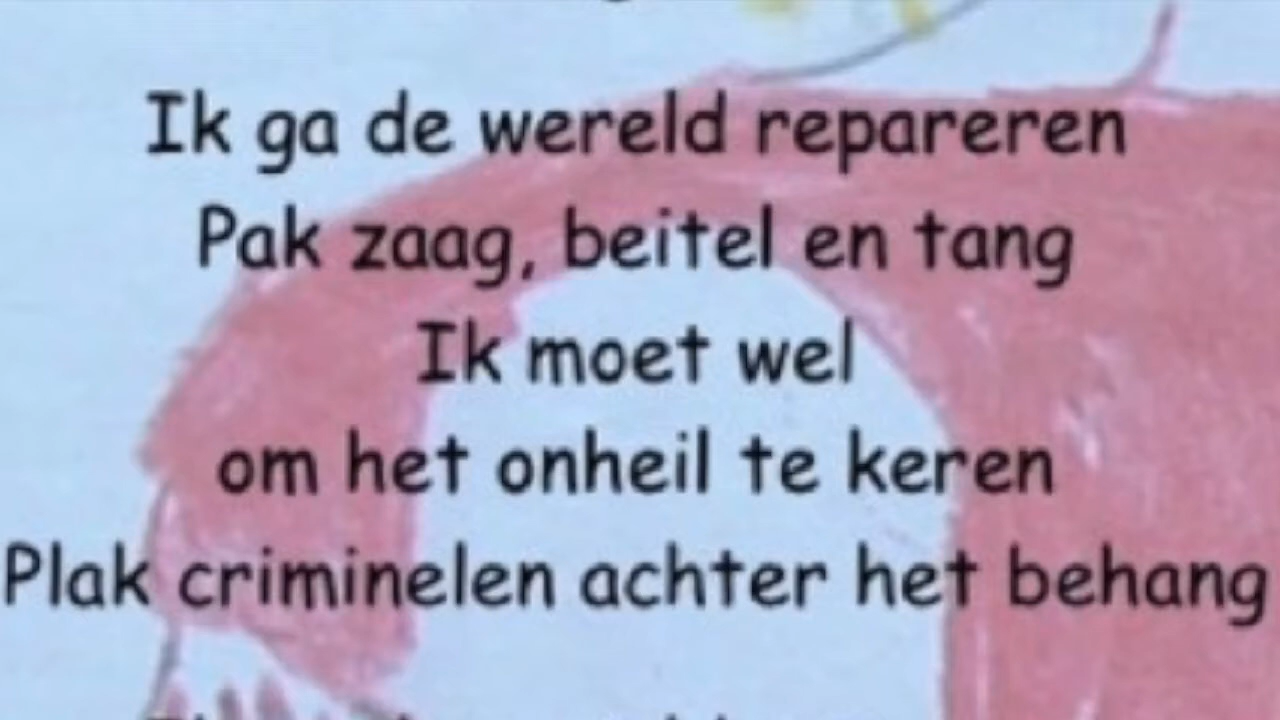 Ik ga de wereld repareren
Pak zaag, beitel en tang
Ik moet wel
om het onheil te keren
Plak criminelen achter het behang